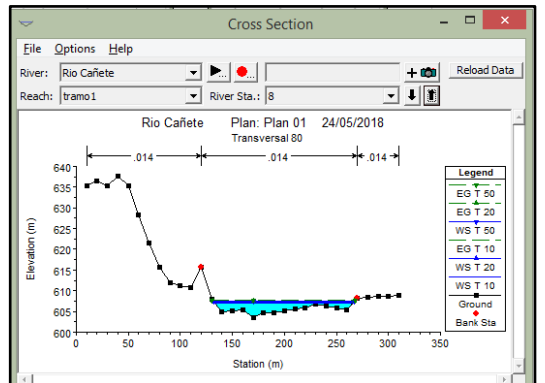 Cross Section
File Options Help
River: Rio Cañete
Reload Data
Reach: tramo1 River Sta.: 8
Rio Cañete Plan: Plan 01 24/05/2018
Transversal 80
.014 .014 .014
Elevation (m)
640
635
630
625
620
615
610
605
600
0 50 100 150 200 250 300 350
Station (m)
Legend
EG T 50
EG T 20
WS T 50
EG T 10
WS T 20
WS T 10
Ground
Bank Sta